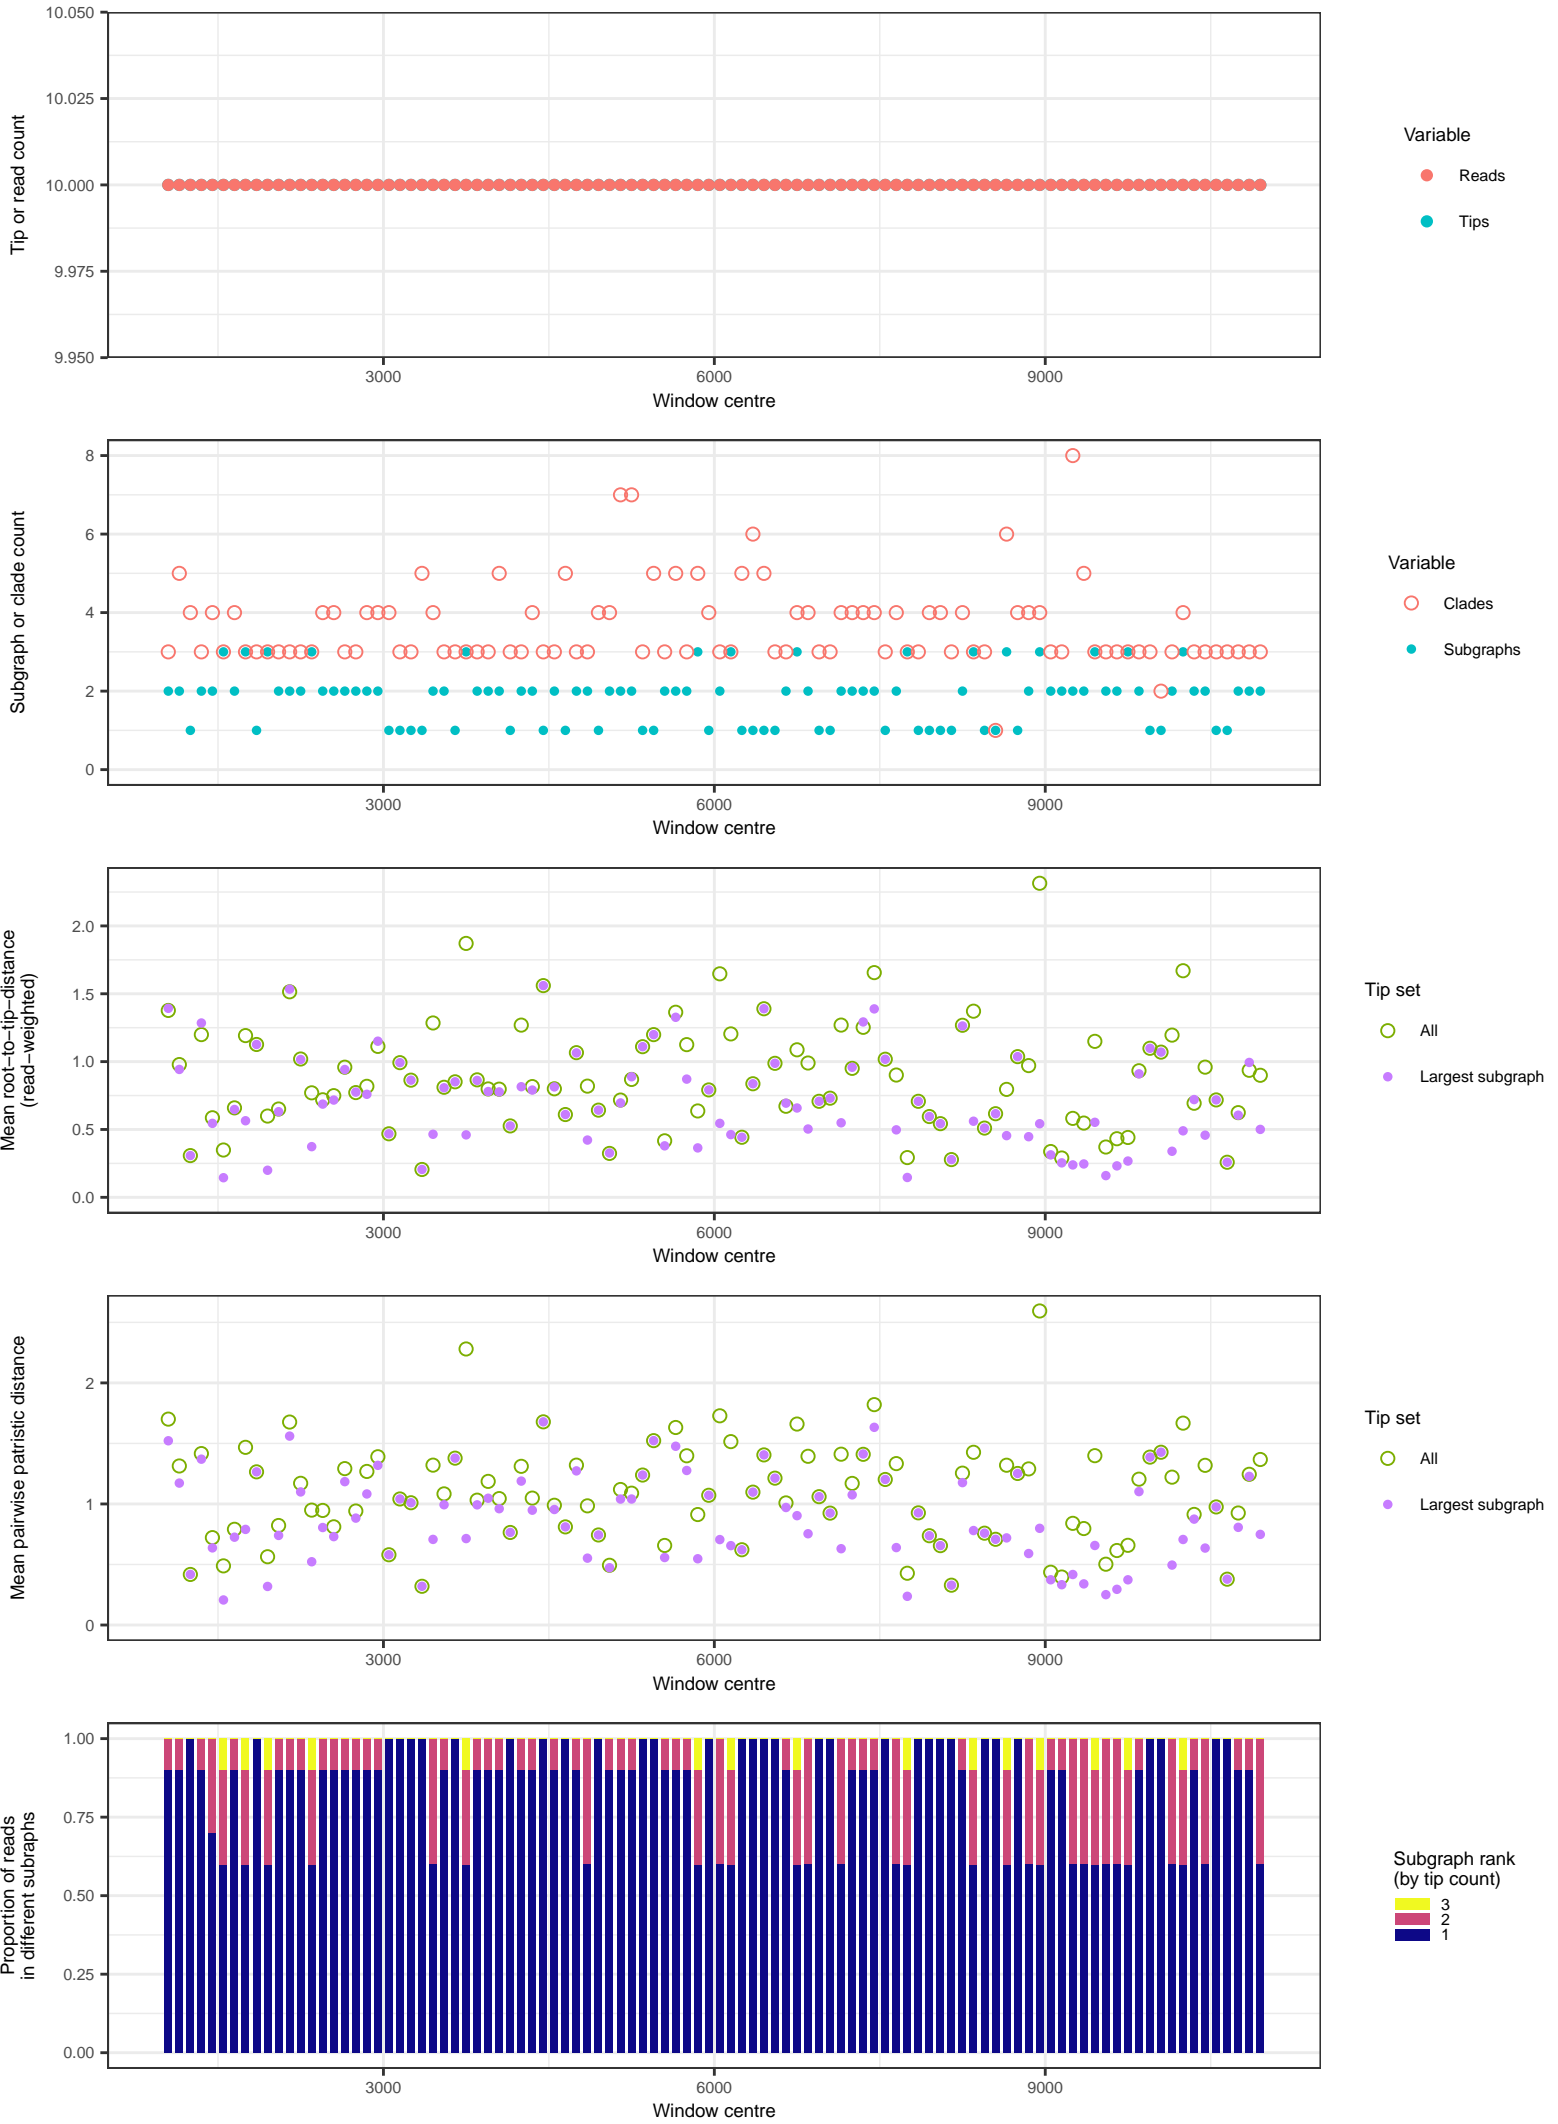 10.050
10.025
10.000
9.975
9.950
Tip or read count
3000
6000
9000
Window centre
Variable
Reads
Tips
8
6
4
2
0
Subgraph or clade count
3000
6000
9000
Window centre
Variable
Clades
Subgraphs
2.0
1.5
1.0
0.5
0.0
Mean root−to−tip−distance
(read−weighted)
3000
6000
9000
Window centre
Tip set
All
Largest subgraph
2
1
0
Mean pairwise patristic distance
3000
6000
9000
Window centre
Tip set
All
Largest subgraph
1.00
0.75
0.50
0.25
0.00
Proportion of reads
in different subraphs
3000
6000
9000
Window centre
Subgraph rank
(by tip count)
3
2
1